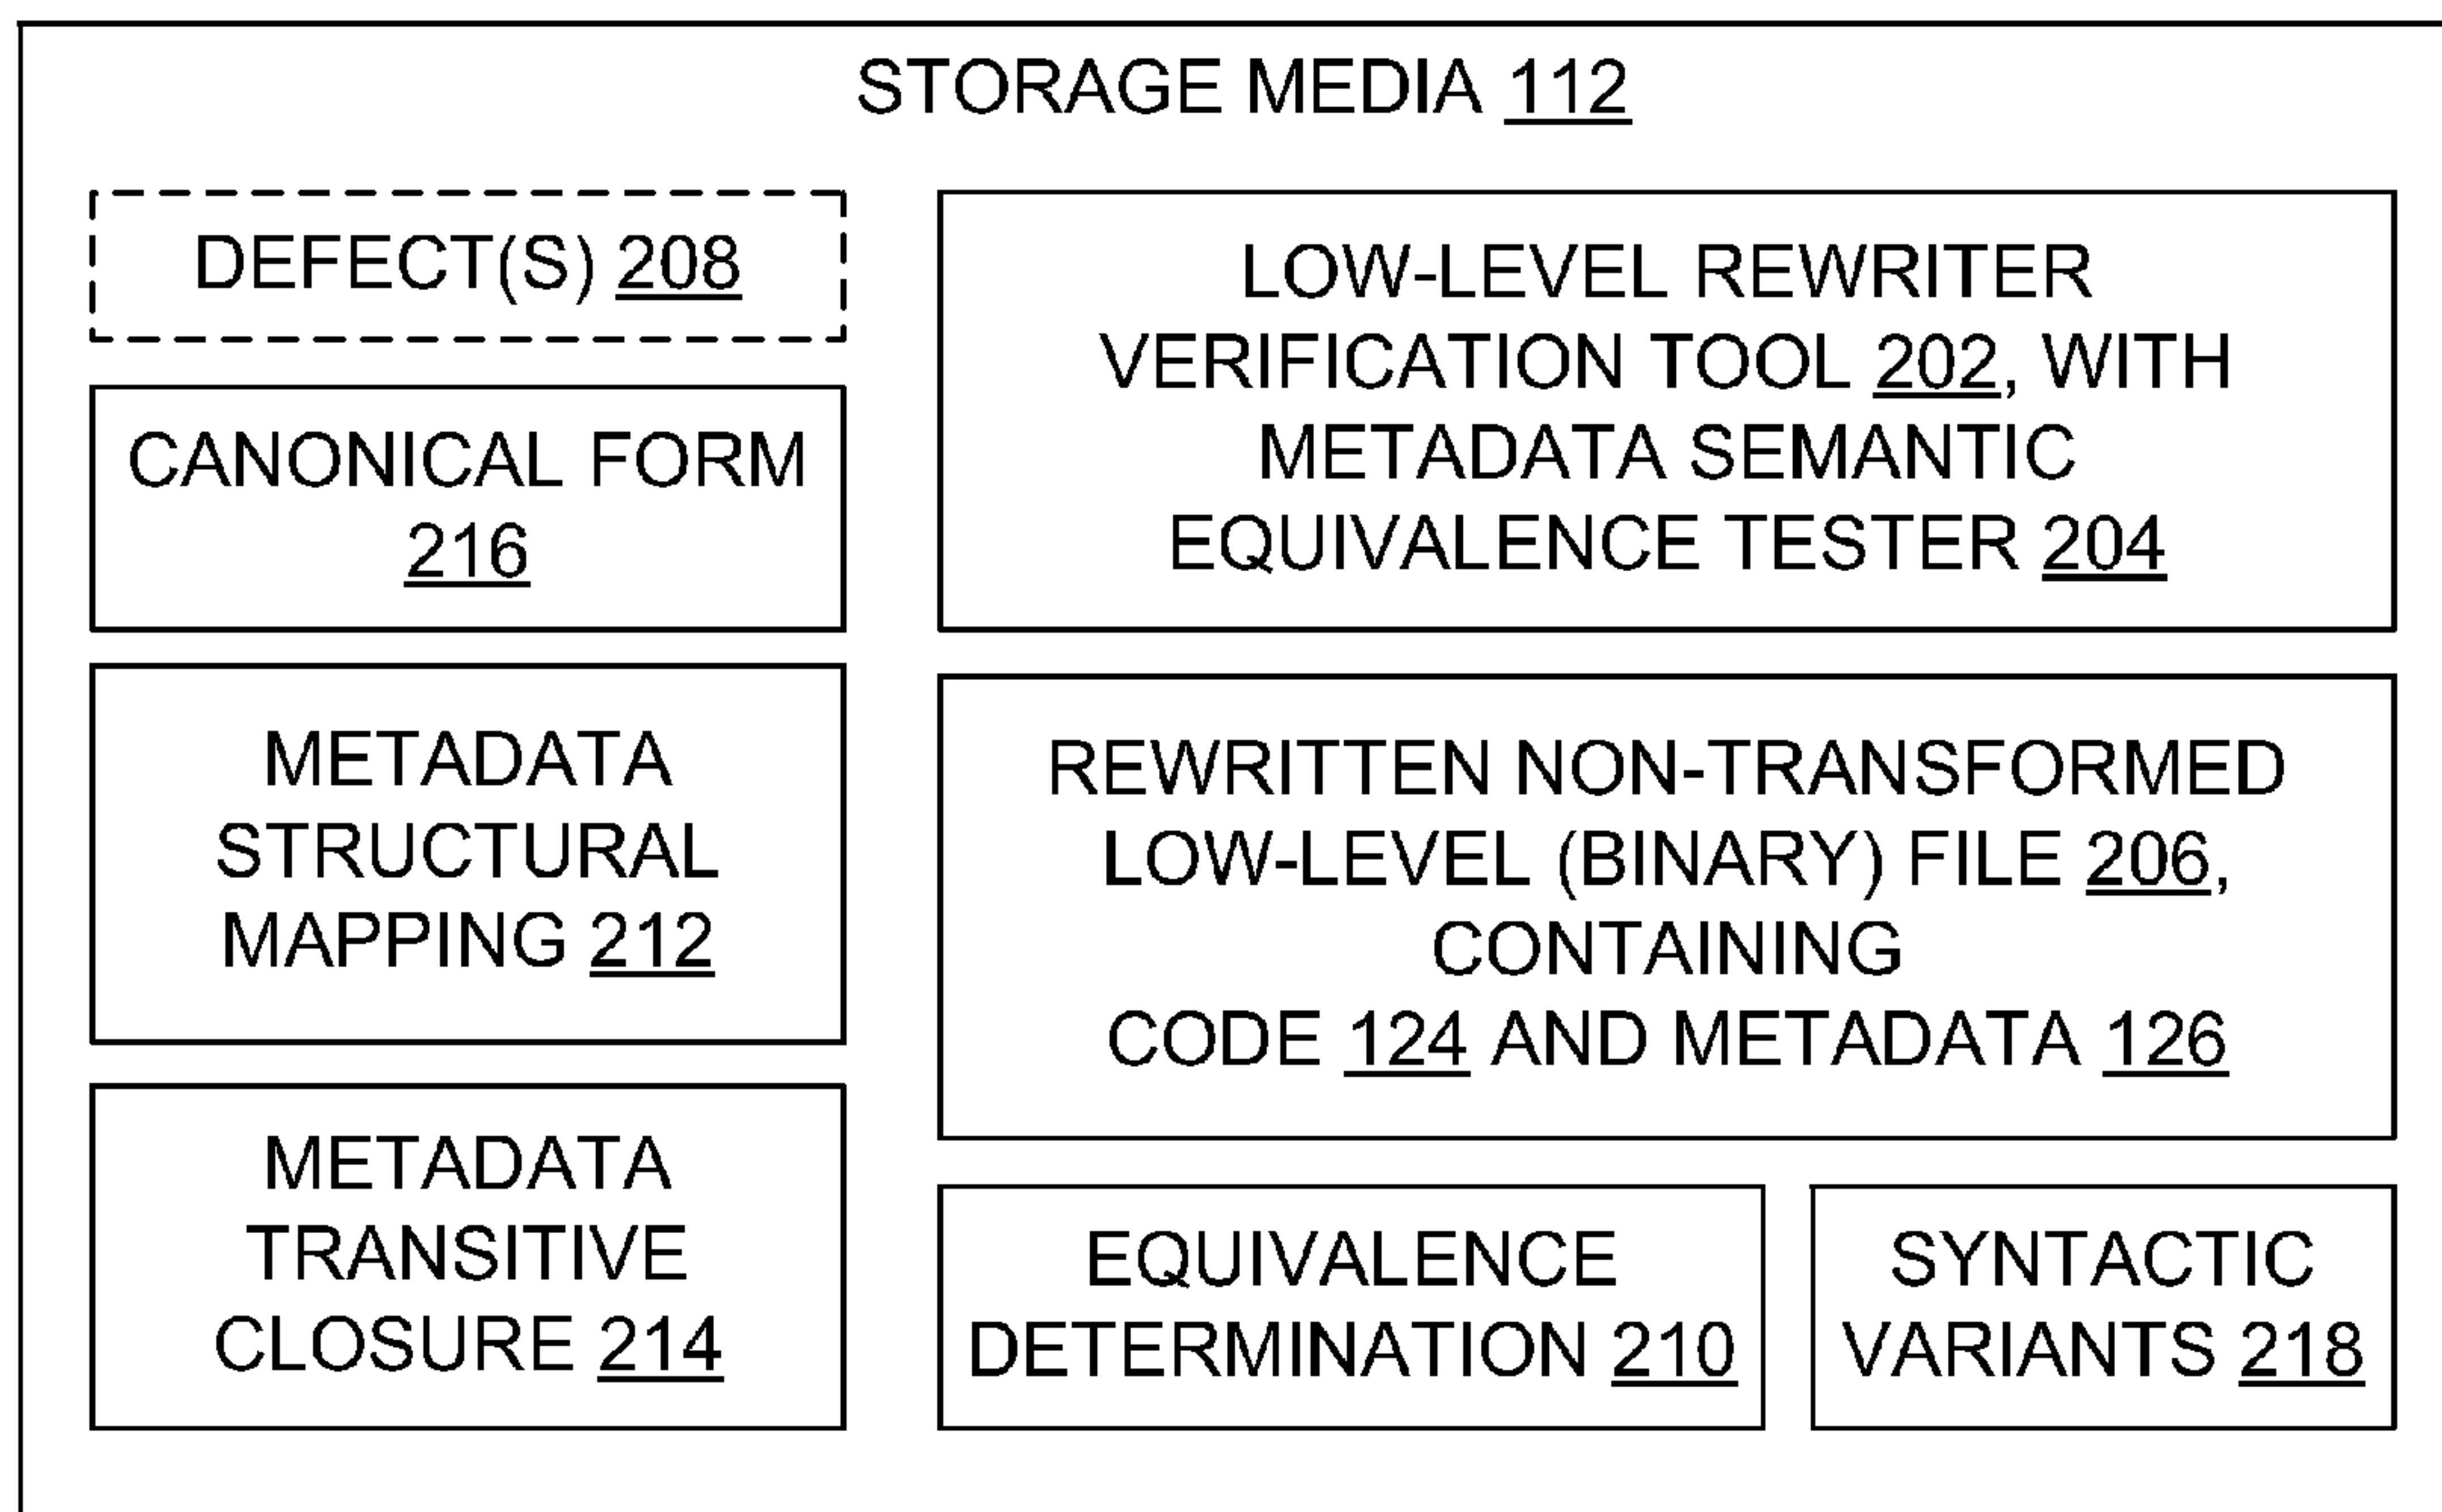 STORAGE MEDIA 112
DEFECT(S) 208
CANONICAL FORM
216
METADATA
STRUCTURAL
MAPPING 212
METADATA
TRANSITIVE
CLOSURE 214
LOW-LEVEL REWRITER
VERIFICATION TOOL 202, WITH
METADATA SEMANTIC
EQUIVALENCE TESTER 204
REWRITTEN NON-TRANSFORMED
LOW-LEVEL (BINARY) FILE 206,
CONTAINING
CODE 124 AND METADATA 126
EQUIVALENCE
DETERMINATION 210
SYNTACTIC
VARIANTS 218